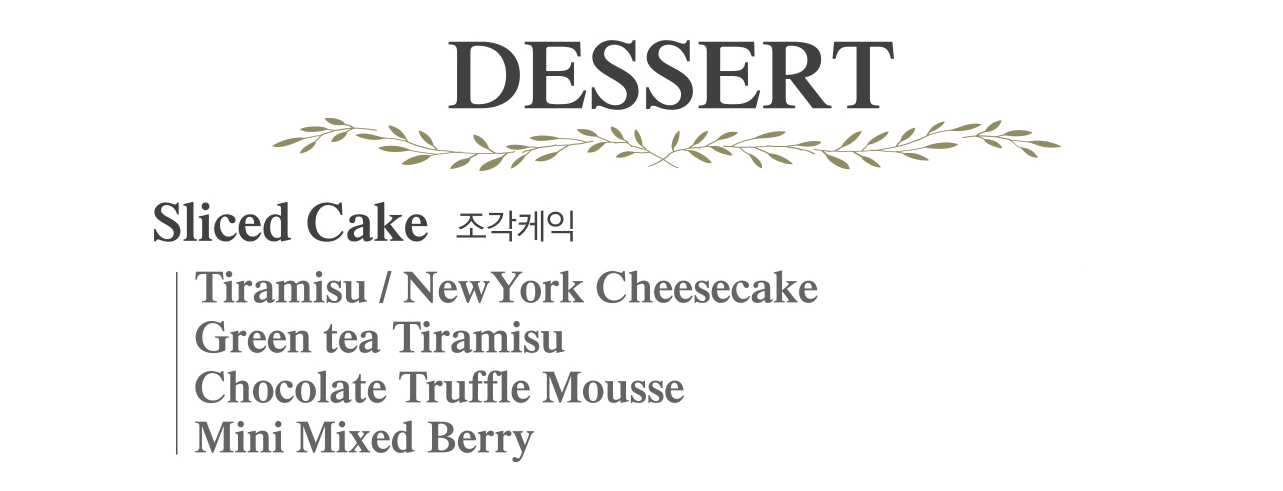 DESSERT
Sliced Cake 조각케익
Tiramisu / NewYork Cheesecake
Green tea Tiramisu
Chocolate Truffle Mousse
Mini Mixed Berry